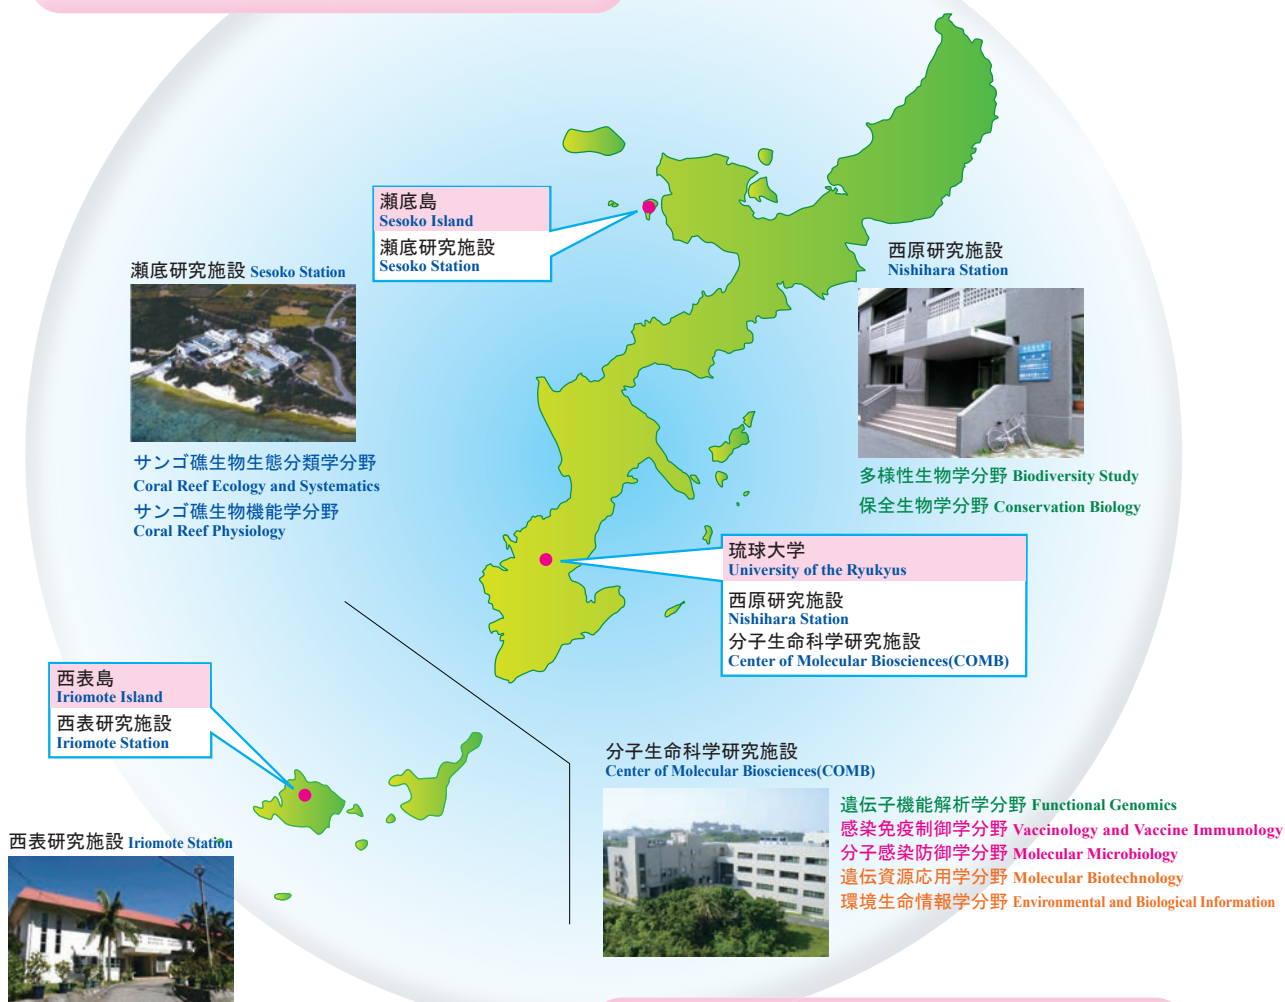 瀬底島
Sesoko Island
瀬底研究施設
Sesoko Station
瀬底研究施設 Sesoko Station
サンゴ礁生物生態分類学分野
Coral Reef Ecology and Systematics
サンゴ礁生物機能学分野
Coral Reef Physiology
西原研究施設
Nishihara Station
多様性生物学分野 Biodiversity Study
保全生物学分野 Conservation Biology
琉球大学
University of the Ryukyus
西原研究施設
Nishihara Station
分子生命科学研究施設
Center of Molecular Biosciences(COMB)
西表島
Iriomote Island
西表研究施設
Iriomote Station
西表研究施設 Iriomote Station
分子生命科学研究施設
Center of Molecular Biosciences(COMB)
遺伝子機能解析学分野 Functional Genomics
感染免疫制御学分野 Vaccinology and Vaccine Immunology
分子感染防御学分野 Molecular Microbiology
遺伝資源応用学分野 Molecular Biotechnology
環境生命情報学分野 Environmental and Biological Information